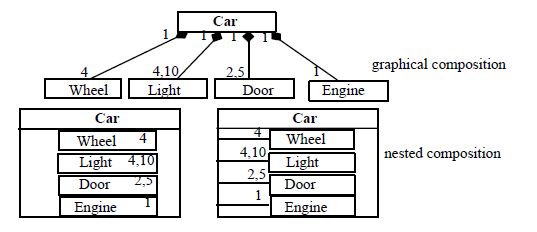 Car
1 1 1 1
graphical composition
4 4,10 2,5 1
Wheel Light Door Engine
Car Car
Wheel 4 4 Wheel
nested composition
Light 4,10 4,10 Light
Door 2,5 2,5 Door
Engine 1 1 Engine